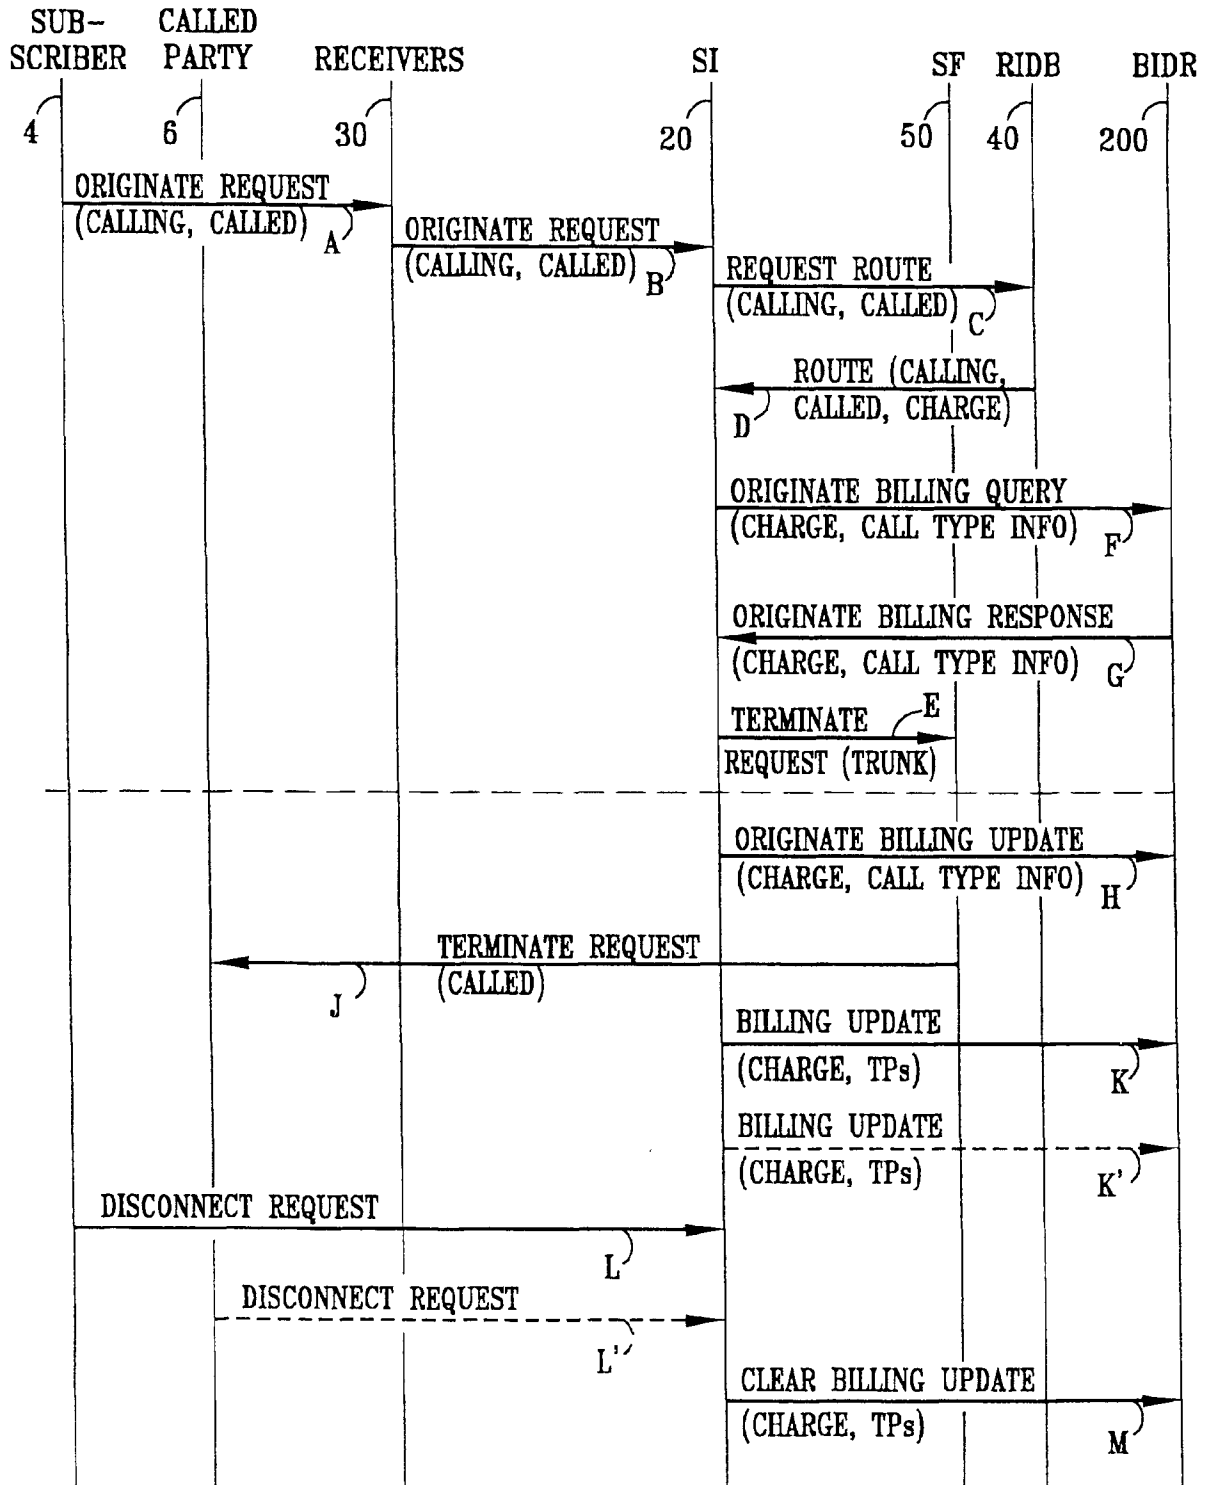 SUB-
SCRIBER
CALLED
PARTY
RECEIVERS
SI
SF
RIDB
BIDR
4
6
30
20
50
40
200
ORIGINATE REQUEST
(CALLING, CALLED)
A
ORIGINATE REQUEST
(CALLING, CALLED)
B
REQUEST ROUTE
(CALLING, CALLED)
C
ROUTE (CALLING,
CALLED, CHARGE)
D
ORIGINATE BILLING QUERY
(CHARGE, CALL TYPE INFO)
F
ORIGINATE BILLING RESPONSE
(CHARGE, CALL TYPE INFO)
G
TERMINATE
E
REQUEST (TRUNK)
ORIGINATE BILLING UPDATE
(CHARGE, CALL TYPE INFO)
H
TERMINATE REQUEST
(CALLED)
J
BILLING UPDATE
(CHARGE, TPs)
K
BILLING UPDATE
(CHARGE, TPs)
K'
DISCONNECT REQUEST
L
DISCONNECT REQUEST
L'
CLEAR BILLING UPDATE
(CHARGE, TPs)
M